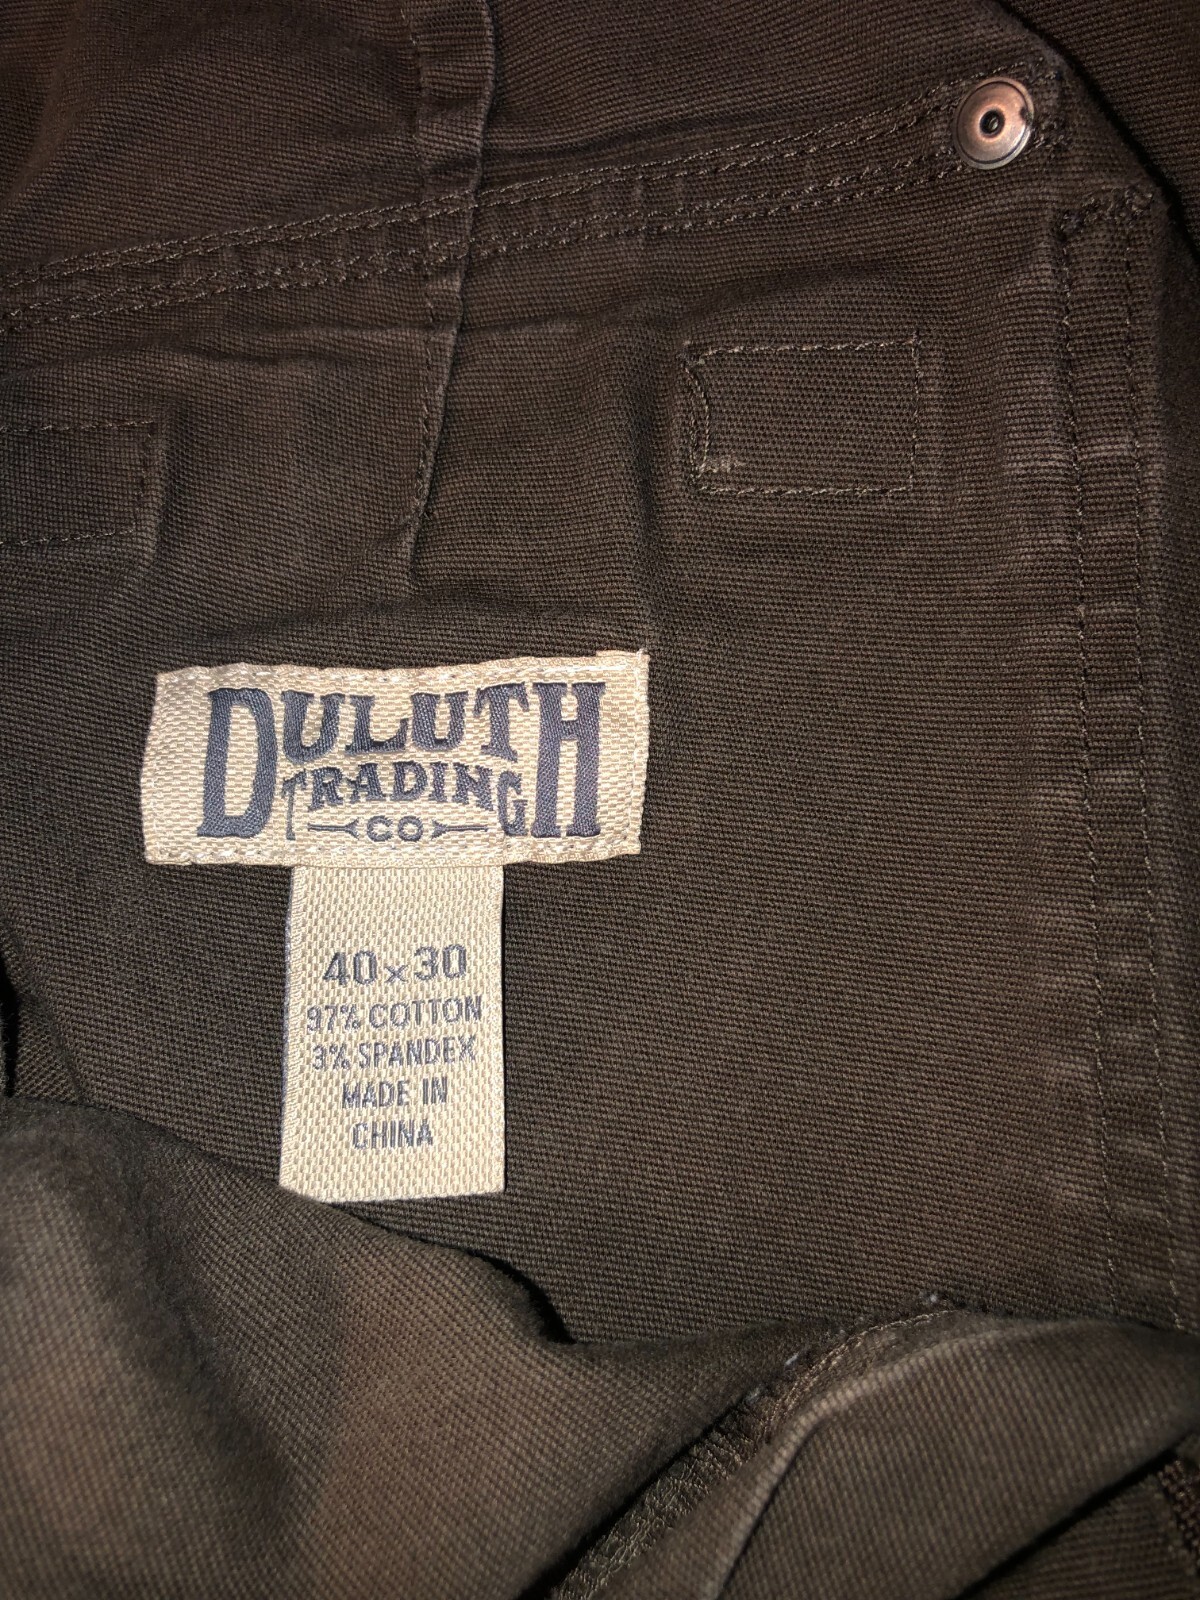 DULUTH
TRADING
CO
40x30
97% COTTON
3% SPANDEX
MADE IN
CHINA